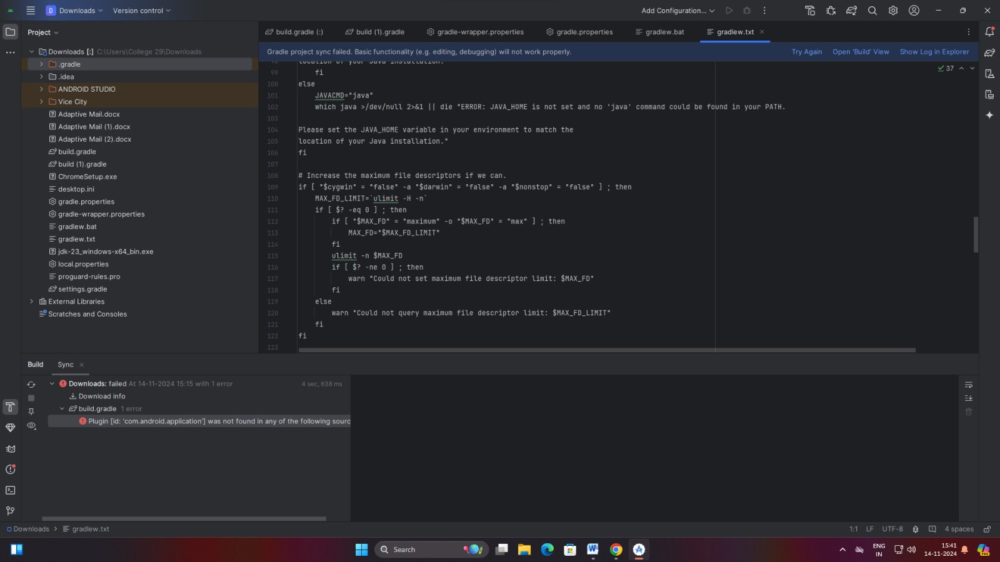 D Downloads
Version control
Add Configuration...
Project
Downloads [:] C:\Users\College 29\Downloads
.gradle
.idea
ANDROID STUDIO
Vice City
Adaptive Mail.docx
Adaptive Mail (1).docx
Adaptive Mail (2).docx
build.gradle
build (1).gradle
ChromeSetup.exe
desktop.ini
gradle.properties
gradle-wrapper.properties
gradlew.bat
gradlew.txt
jdk-23_windows-x64_bin.exe
local.properties
proguard-rules.pro
settings.gradle
External Libraries
Scratches and Consoles
build.gradle (:)
build (1).gradle
gradle-wrapper.properties
gradle.properties
gradlew.bat
gradlew.txt
Gradle project sync failed. Basic functionality (e.g. editing, debugging) will not work properly.
Try Again
Open 'Build' View
Show Log in Explorer
37
98 location of your Java installation."
99 fi
100 else
101 JAVACMD="java"
102 which java >/dev/null 2>&1 || die "ERROR: JAVA_HOME is not set and no 'java' command could be found in your PATH.
103
104 Please set the JAVA_HOME variable in your environment to match the
105 location of your Java installation."
106 fi
107
108 # Increase the maximum file descriptors if we can.
109 if [ "$cygwin" = "false" -a "$darwin" = "false" -a "$nonstop" = "false" ] ; then
110 MAX_FD_LIMIT=`ulimit -H -n`
111 if [ $? -eq 0 ] ; then
112 if [ "$MAX_FD" = "maximum" -o "$MAX_FD" = "max" ] ; then
113 MAX_FD="$MAX_FD_LIMIT"
114 fi
115 ulimit -n $MAX_FD
116 if [ $? -ne 0 ] ; then
117 warn "Could not set maximum file descriptor limit: $MAX_FD"
118 fi
119 else
120 warn "Could not query maximum file descriptor limit: $MAX_FD_LIMIT"
121 fi
122 fi
123
Build
Sync
Downloads: failed At 14-11-2024 15:15 with 1 error 4 sec, 638 ms
Download info
build.gradle 1 error
Plugin [id: 'com.android.application'] was not found in any of the following sourc
Downloads > gradlew.txt
1:1 LF UTF-8 4 spaces
Search
ENG
IN
15:41
14-11-2024
PRE